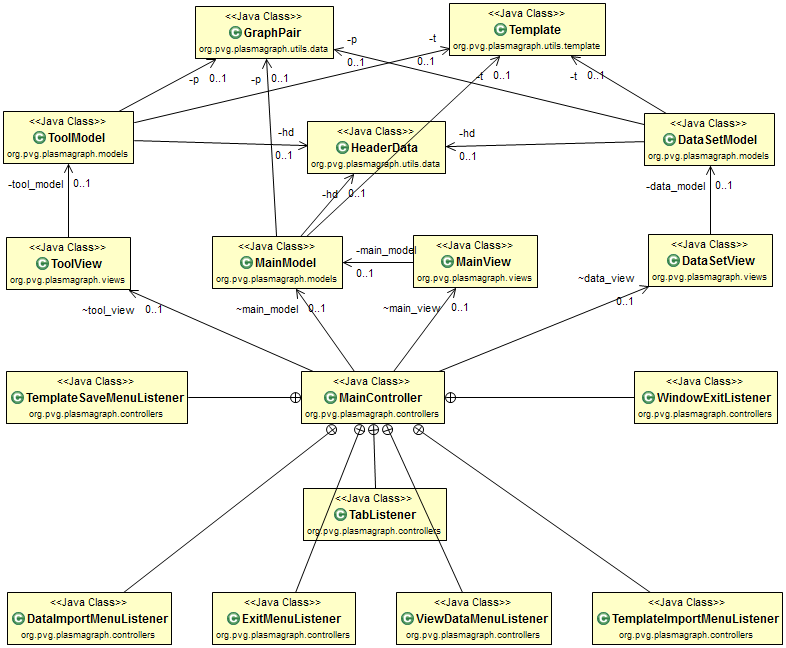 <<Java Class>>
GraphPair
org.pvg.plasmagraph.utils.data
<<Java Class>>
Template
org.pvg.plasmagraph.utils.template
-p
0..1
-t
0..1
-p
0..1
-p
0..1
-t
0..1
-t
0..1
<<Java Class>>
ToolModel
org.pvg.plasmagraph.models
-hd
0..1
<<Java Class>>
HeaderData
org.pvg.plasmagraph.utils.data
-hd
0..1
<<Java Class>>
DataSetModel
org.pvg.plasmagraph.models
-tool_model
0..1
-hd
0..1
-data_model
0..1
<<Java Class>>
ToolView
org.pvg.plasmagraph.views
<<Java Class>>
MainModel
org.pvg.plasmagraph.models
-main_model
0..1
<<Java Class>>
MainView
org.pvg.plasmagraph.views
<<Java Class>>
DataSetView
org.pvg.plasmagraph.views
~tool_view
0..1
~main_model
0..1
~main_view
0..1
~data_view
0..1
<<Java Class>>
TemplateSaveMenuListener
org.pvg.plasmagraph.controllers
<<Java Class>>
MainController
org.pvg.plasmagraph.controllers
<<Java Class>>
WindowExitListener
org.pvg.plasmagraph.controllers
<<Java Class>>
TabListener
org.pvg.plasmagraph.controllers
<<Java Class>>
DataImportMenuListener
org.pvg.plasmagraph.controllers
<<Java Class>>
ExitMenuListener
org.pvg.plasmagraph.controllers
<<Java Class>>
ViewDataMenuListener
org.pvg.plasmagraph.controllers
<<Java Class>>
TemplateImportMenuListener
org.pvg.plasmagraph.controllers